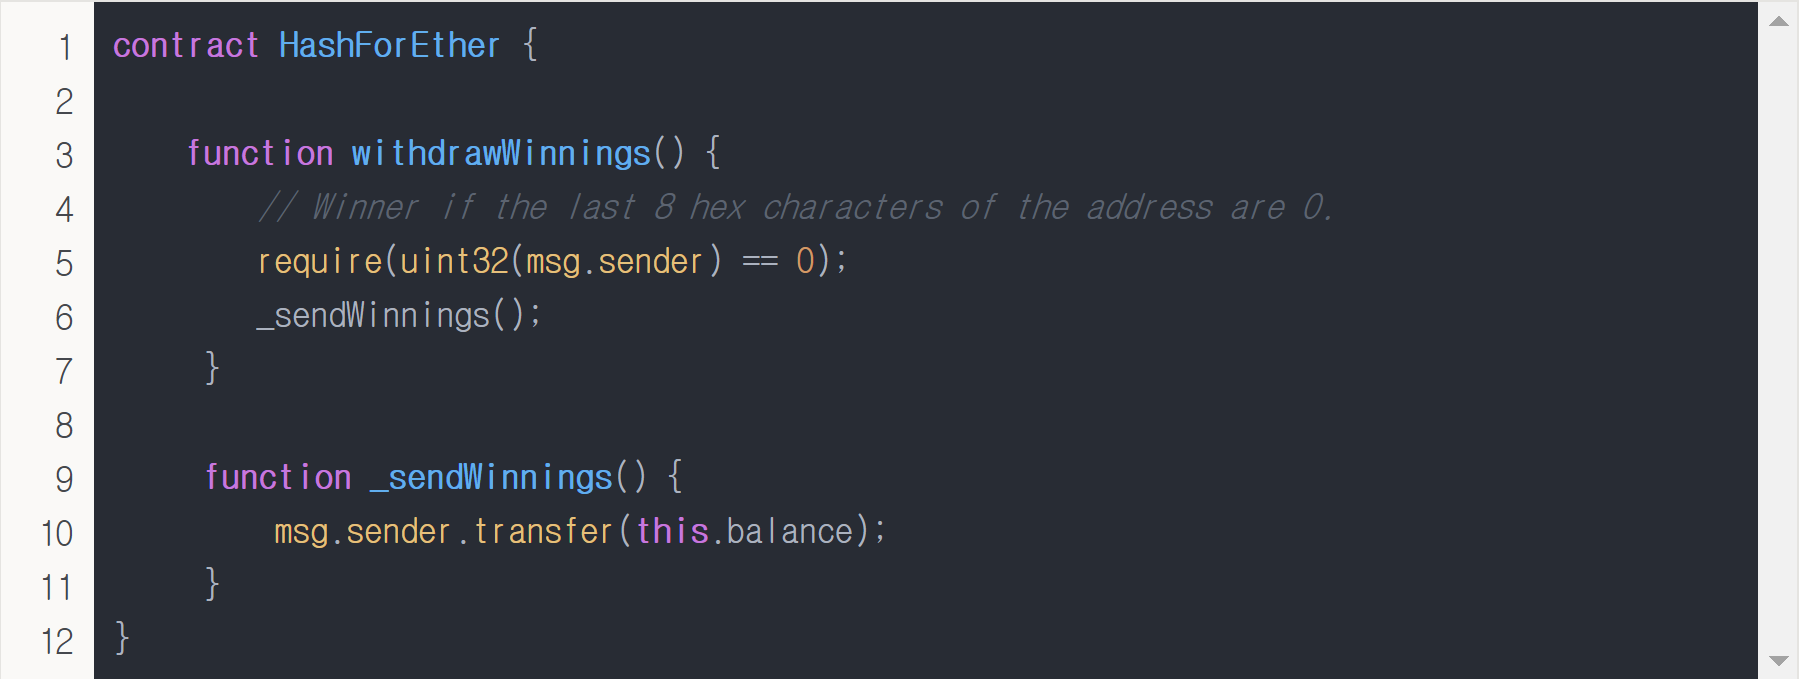 1 contract HashForEther {
2
3 function withdrawWinnings() {
4 // Winner if the last 8 hex characters of the address are 0.
5 require(uint32(msg.sender) == 0);
6 _sendWinnings();
7 }
8
9 function _sendWinnings() {
10 msg.sender.transfer(this.balance);
11 }
12 }